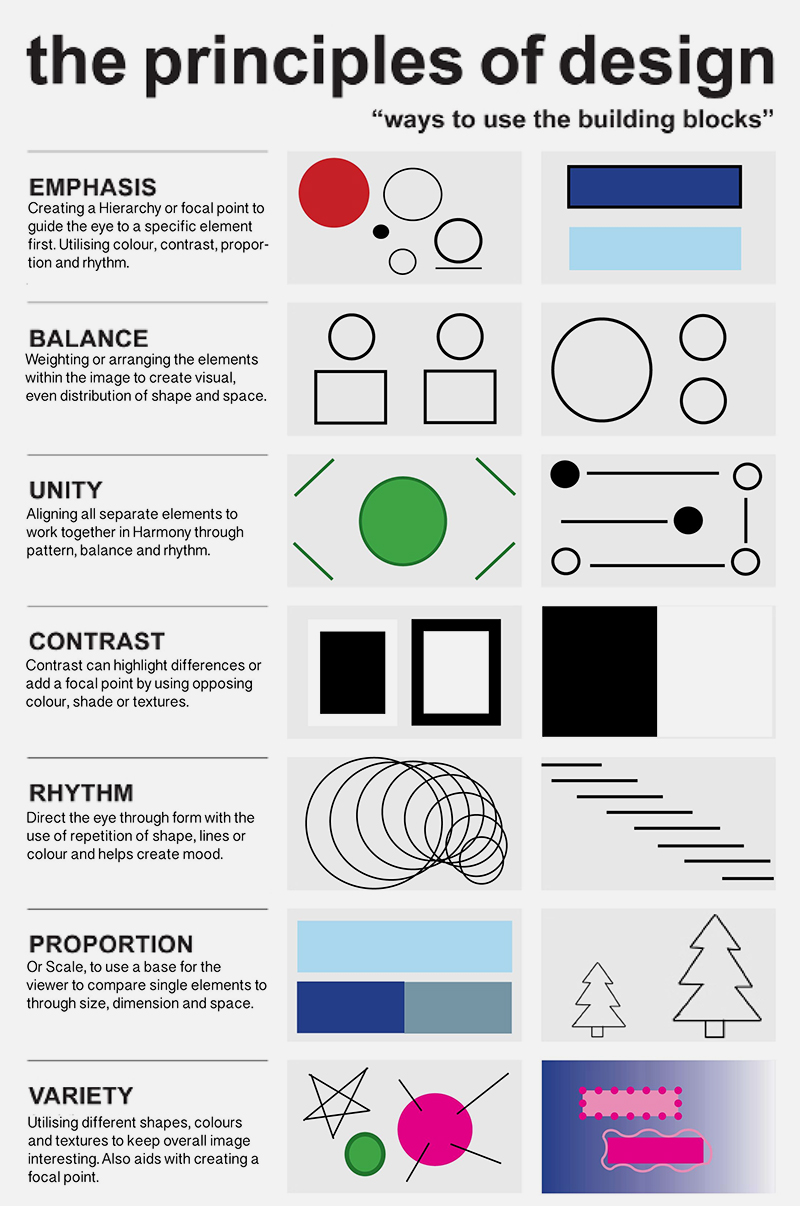 the principles of design
“ways to use the building blocks”
EMPHASIS
Creating a Hierarchy or focal point to
guide the eye to a specific element
first. Utilising colour, contrast, propor-
tion and rhythm.
BALANCE
Weighting or arranging the elements
within the image to create visual,
even distribution of shape and space.
UNITY
Aligning all separate elements to
work together in Harmony through
pattern, balance and rhythm.
CONTRAST
Contrast can highlight differences or
add a focal point by using opposing
colour, shade or textures.
RHYTHM
Direct the eye through form with the
use of repetition of shape, lines or
colour and helps create mood.
PROPORTION
Or Scale, to use a base for the
viewer to compare single elements to
through size, dimension and space.
VARIETY
Utilising different shapes, colours
and textures to keep overall image
interesting. Also aids with creating a
focal point.